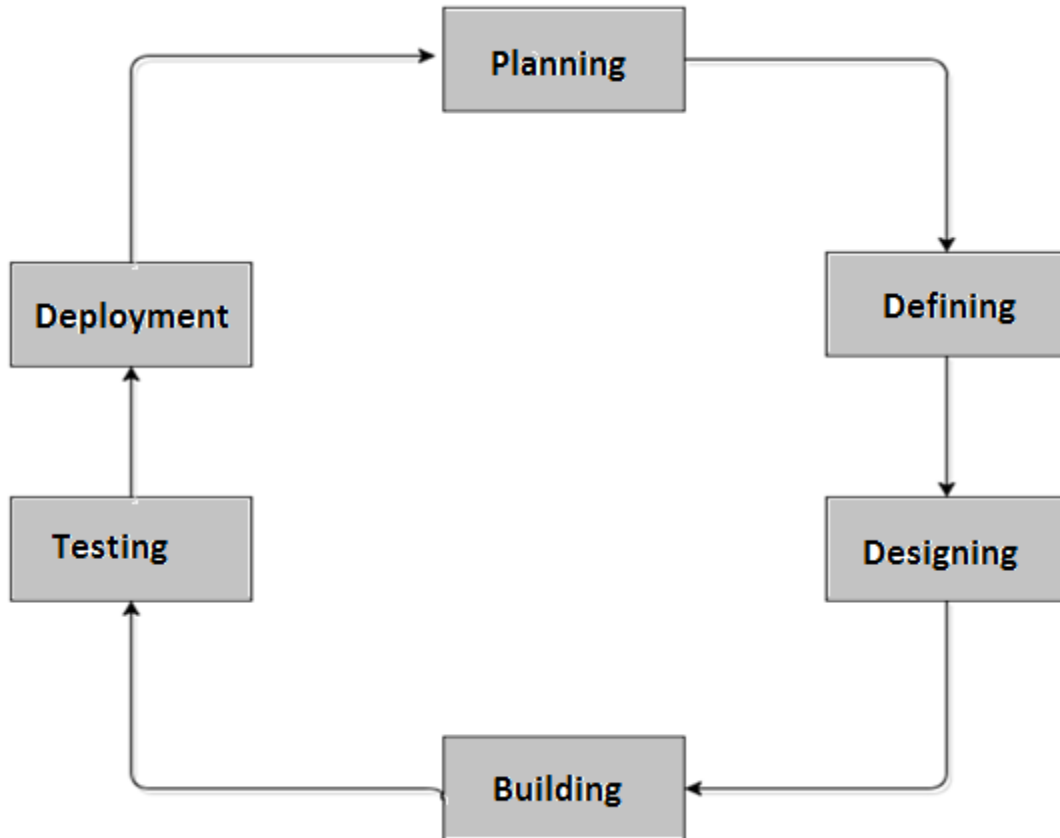 Planning
Defining
Designing
Building
Testing
Deployment